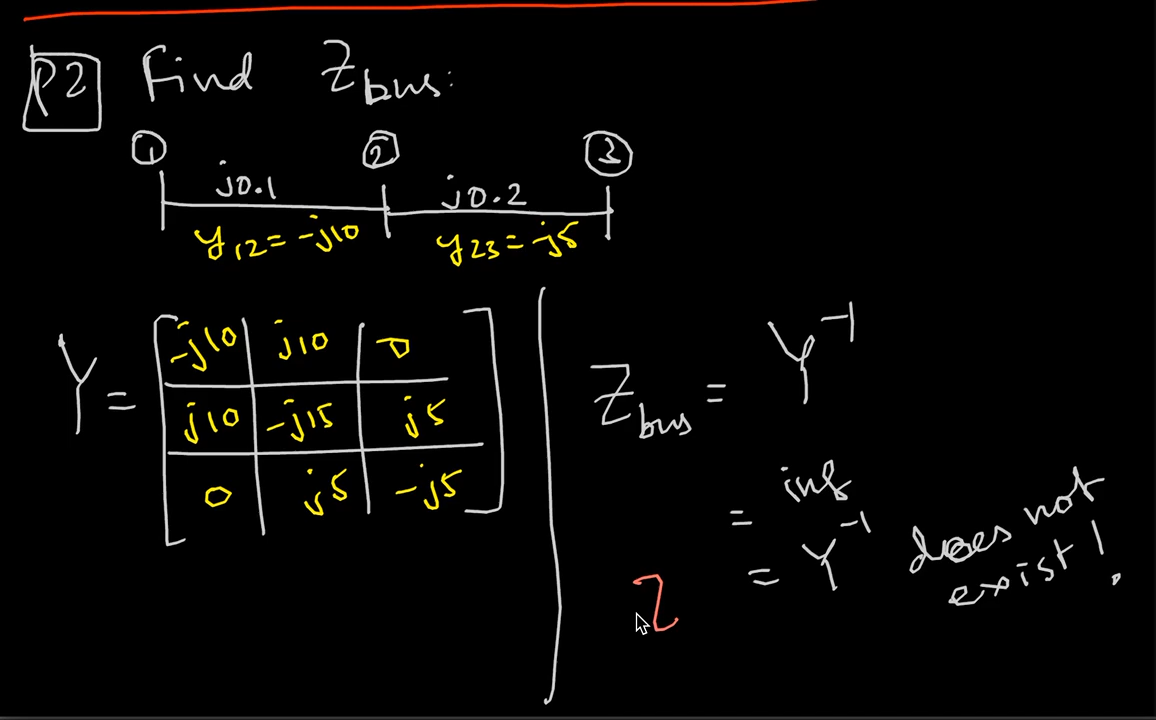 P2 Find Zbus:
1 2 3
j0.1 j0.2
y12 = -j10 y23 = -j5
Y =
-j10 j10 0
j10 -j15 j5
0 j5 -j5
Zbus = Y⁻¹
= inf
= Y⁻¹ does not exist!
Z